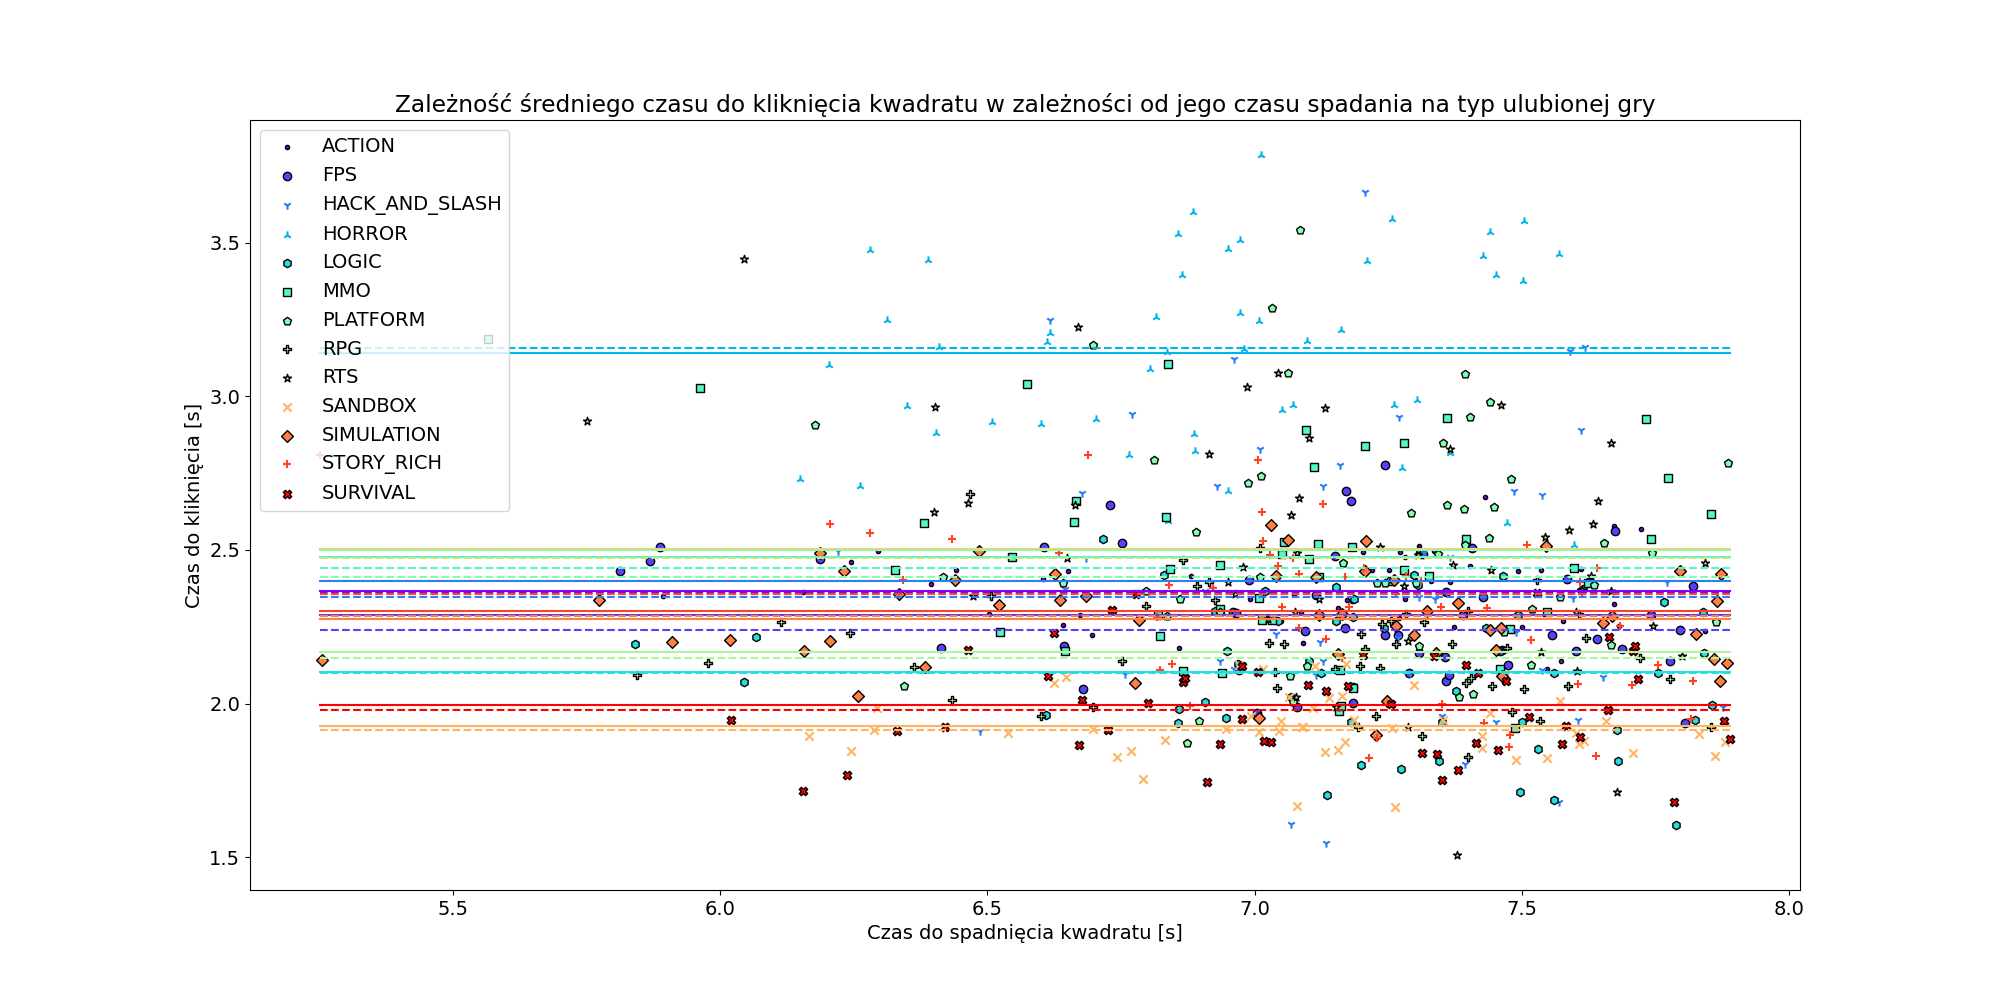 Zależność średniego czasu do kliknięcia kwadratu w zależności od jego czasu spadania na typ ulubionej gry
ACTION
FPS
HACK_AND_SLASH
HORROR
LOGIC
MMO
PLATFORM
RPG
RTS
SANDBOX
SIMULATION
STORY_RICH
SURVIVAL
Czas do kliknięcia [s]
3.5
3.0
2.5
2.0
1.5
5.5 6.0 6.5 7.0 7.5 8.0
Czas do spadnięcia kwadratu [s]